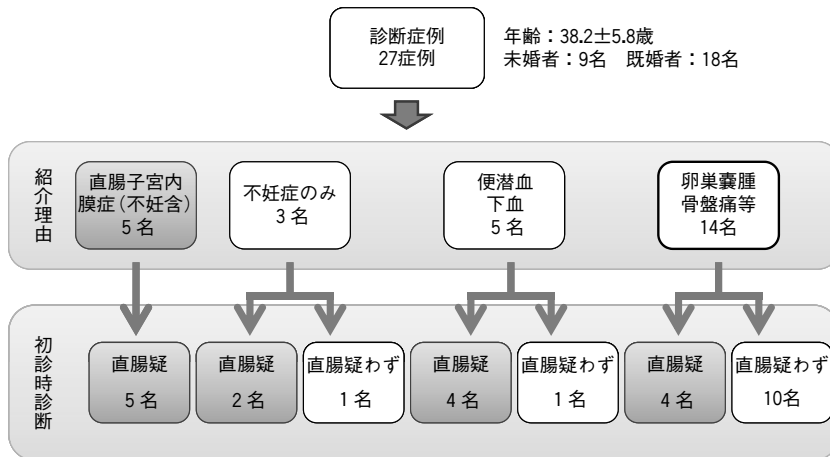 診断症例
27症例
年齢：38.2±5.8歳
未婚者：9名　既婚者：18名
紹介理由
直腸子宮内
膜症（不妊含）
5 名
不妊症のみ
3 名
便潜血
下血
5 名
卵巣嚢腫
骨盤痛等
14名
初診時診断
直腸疑
5 名
直腸疑
2 名
直腸疑わず
1 名
直腸疑
4 名
直腸疑わず
1 名
直腸疑
4 名
直腸疑わず
10名